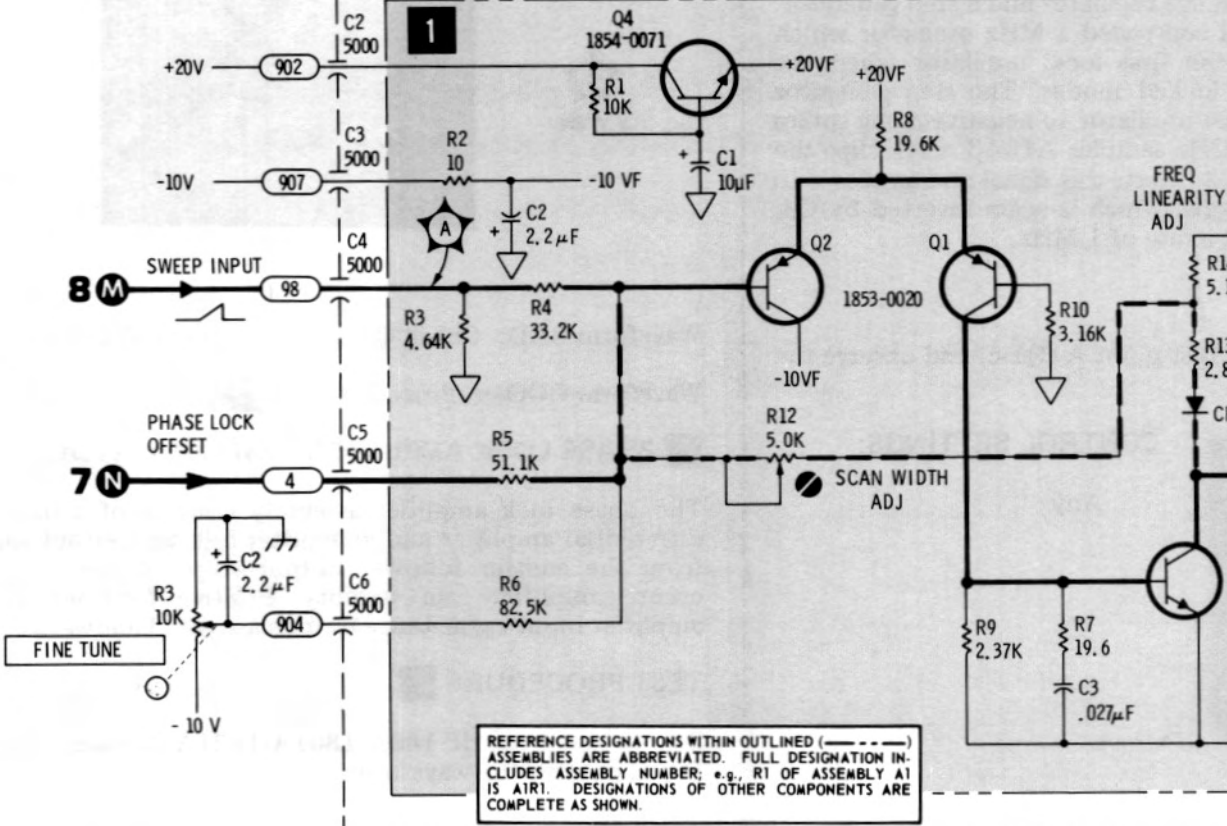 C2
5000
1
Q4
1854-0071
+20V
902
R1
10K
+20VF
+20VF
C3
5000
R2
10
C1
10µF
R8
19.6K
-10V
907
-10 VF
FREQ
LINEARITY
ADJ
A
C2
2.2µF
C4
5000
Q2
Q1
SWEEP INPUT
8 M
98
R3
4.64K
R4
33.2K
1853-0020
R10
3.16K
-10VF
PHASE LOCK
OFFSET
C5
5000
R5
51.1K
R12
5.0K
7 N
4
SCAN WIDTH
ADJ
C2
2.2µF
R3
10K
C6
5000
R6
82.5K
904
FINE TUNE
R9
2.37K
R7
19.6
C3
.027µF
- 10 V
REFERENCE DESIGNATIONS WITHIN OUTLINED (—- - —)
ASSEMBLIES ARE ABBREVIATED. FULL DESIGNATION IN-
CLUDES ASSEMBLY NUMBER; e.g., R1 OF ASSEMBLY A1
IS A1R1. DESIGNATIONS OF OTHER COMPONENTS ARE
COMPLETE AS SHOWN.